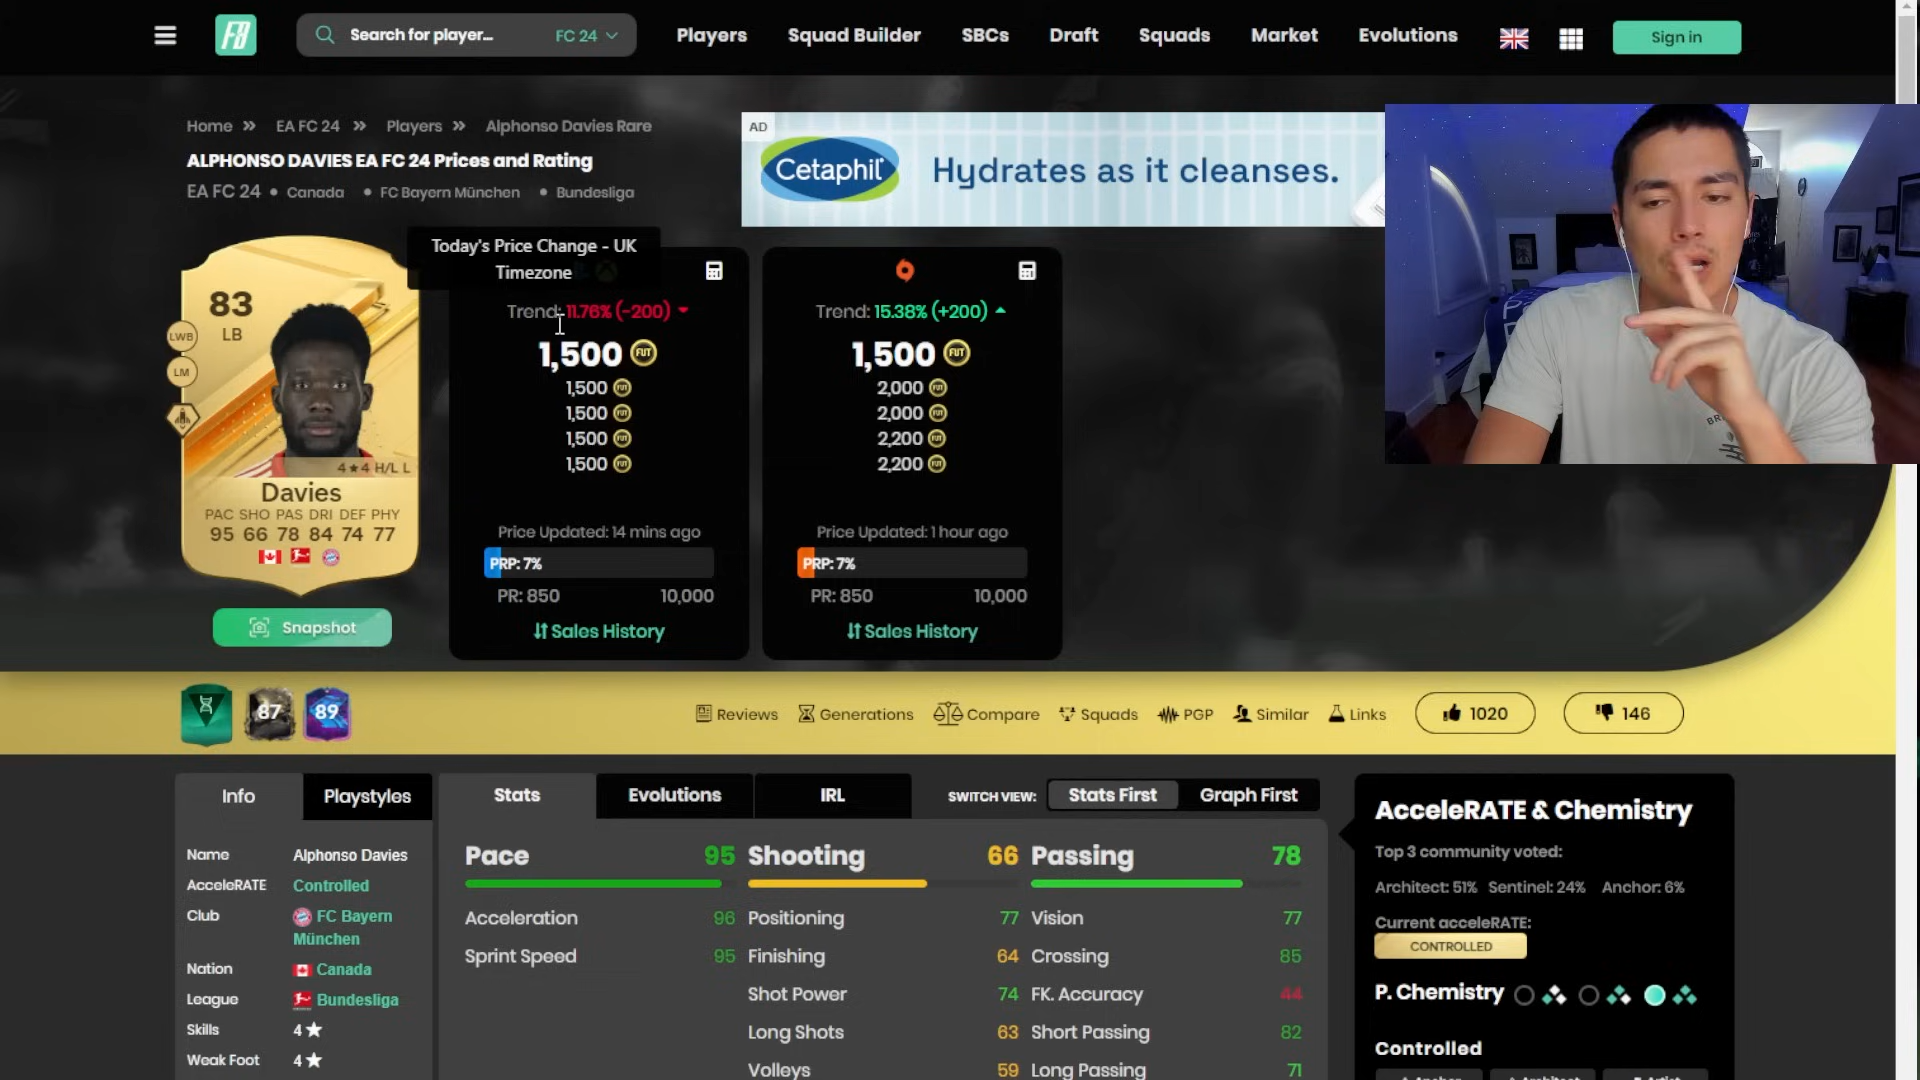 F8
Search for player...
FC 24
Players
Squad Builder
SBCs
Draft
Squads
Market
Evolutions
Sign in
Home » EA FC 24 » Players » Alphonso Davies Rare
ALPHONSO DAVIES EA FC 24 Prices and Rating
EA FC 24 • Canada • FC Bayern München • Bundesliga
AD
Cetaphil
Hydrates as it cleanses.
Today's Price Change - UK
Timezone
83
LB
LWB
LM
4★4 H/L L
Davies
PAC SHO PAS DRI DEF PHY
95 66 78 84 74 77
Snapshot
Trend: 11.76% (-200)
1,500 FUT
1,500
1,500
1,500
1,500
Price Updated: 14 mins ago
PRP: 7%
PR: 850 10,000
Sales History
Trend: 15.38% (+200)
1,500 FUT
2,000
2,000
2,200
2,200
Price Updated: 1 hour ago
PRP: 7%
PR: 850 10,000
Sales History
87
89
Reviews
Generations
Compare
Squads
PGP
Similar
Links
1020
146
Info
Playstyles
Name Alphonso Davies
AcceleRATE Controlled
Club FC Bayern
München
Nation Canada
League Bundesliga
Skills 4 ★
Weak Foot 4 ★
Stats
Evolutions
IRL
SWITCH VIEW:
Stats First
Graph First
Pace 95
Acceleration 96
Sprint Speed 95
Shooting 66
Positioning 77
Finishing 64
Shot Power 74
Long Shots 63
Volleys 59
Passing 78
Vision 77
Crossing 85
FK. Accuracy 44
Short Passing 82
Long Passing 71
AcceleRATE & Chemistry
Top 3 community voted:
Architect: 51% Sentinel: 24% Anchor: 6%
Current acceleRATE:
CONTROLLED
P. Chemistry
Controlled